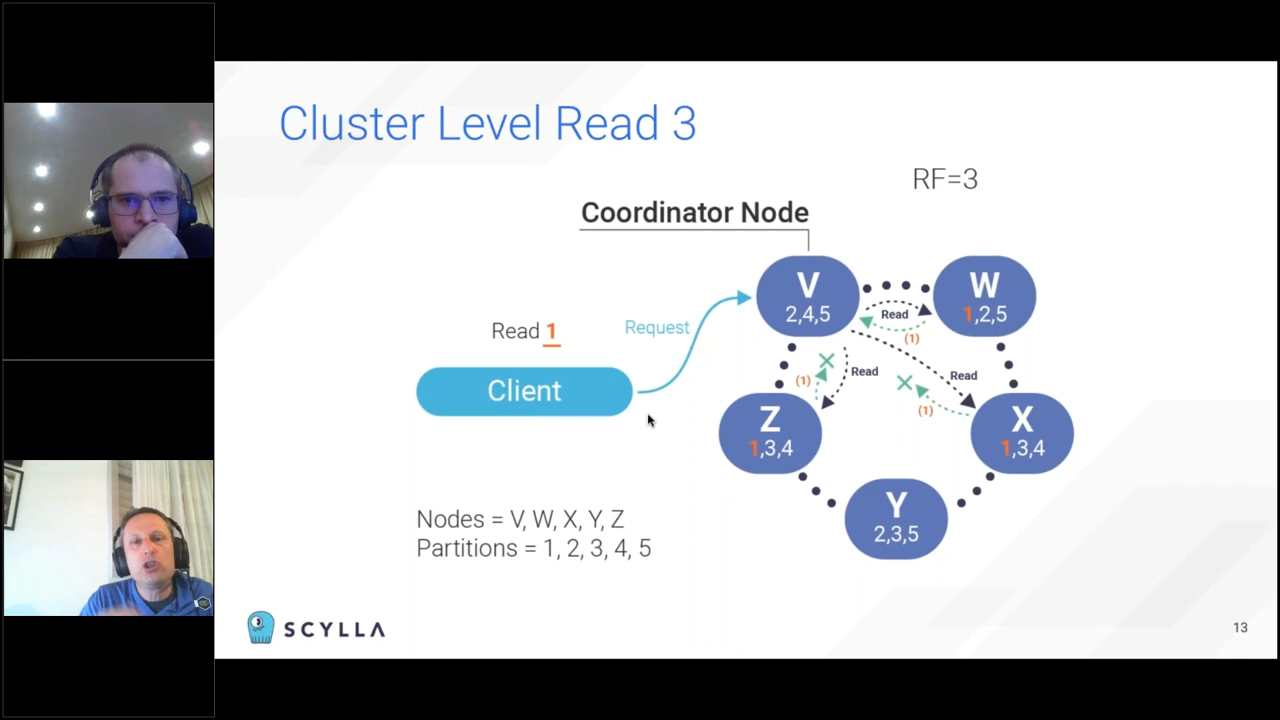 Cluster Level Read 3
RF=3
Coordinator Node
V
2,4,5
W
1,2,5
Read
(1)
Read 1
Request
Client
(1)
Read
Read
(1)
Z
1,3,4
X
1,3,4
Y
2,3,5
Nodes = V, W, X, Y, Z
Partitions = 1, 2, 3, 4, 5
SCYLLA
13